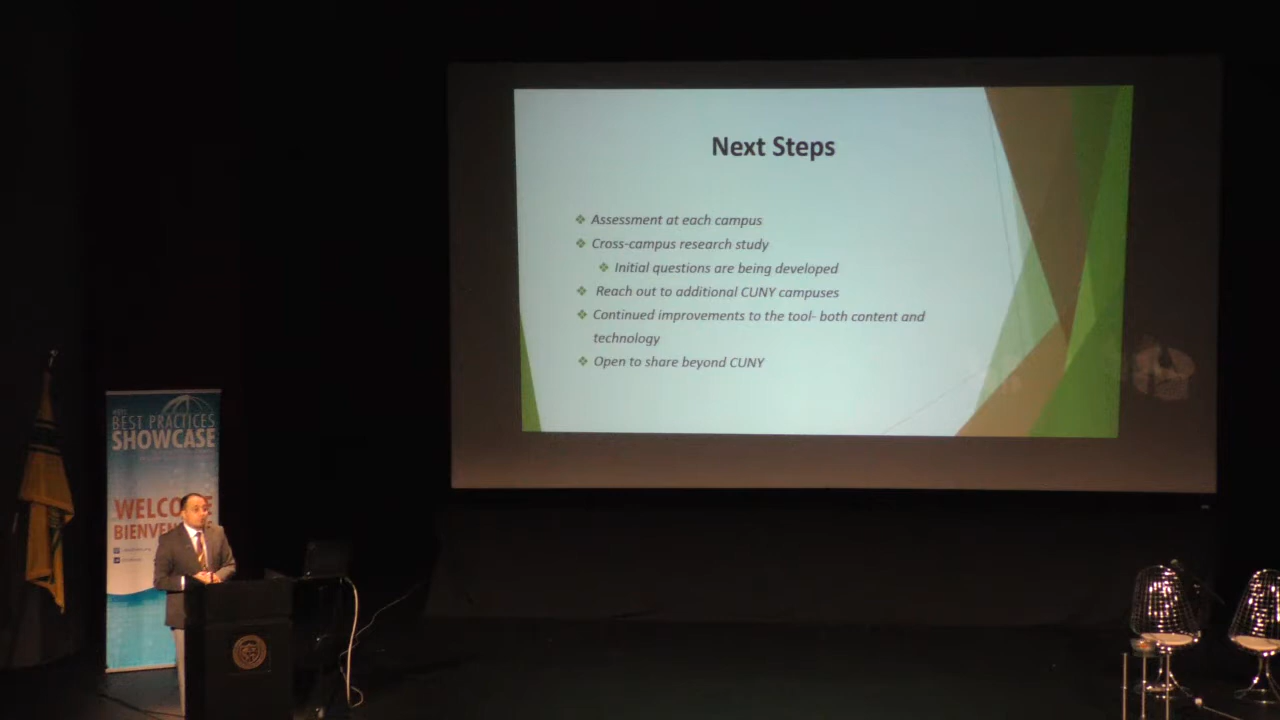 Next Steps
Assessment at each campus
Cross-campus research study
Initial questions are being developed
Reach out to additional CUNY campuses
Continued improvements to the tool- both content and
technology
Open to share beyond CUNY
BEST PRACTICES
SHOWCASE